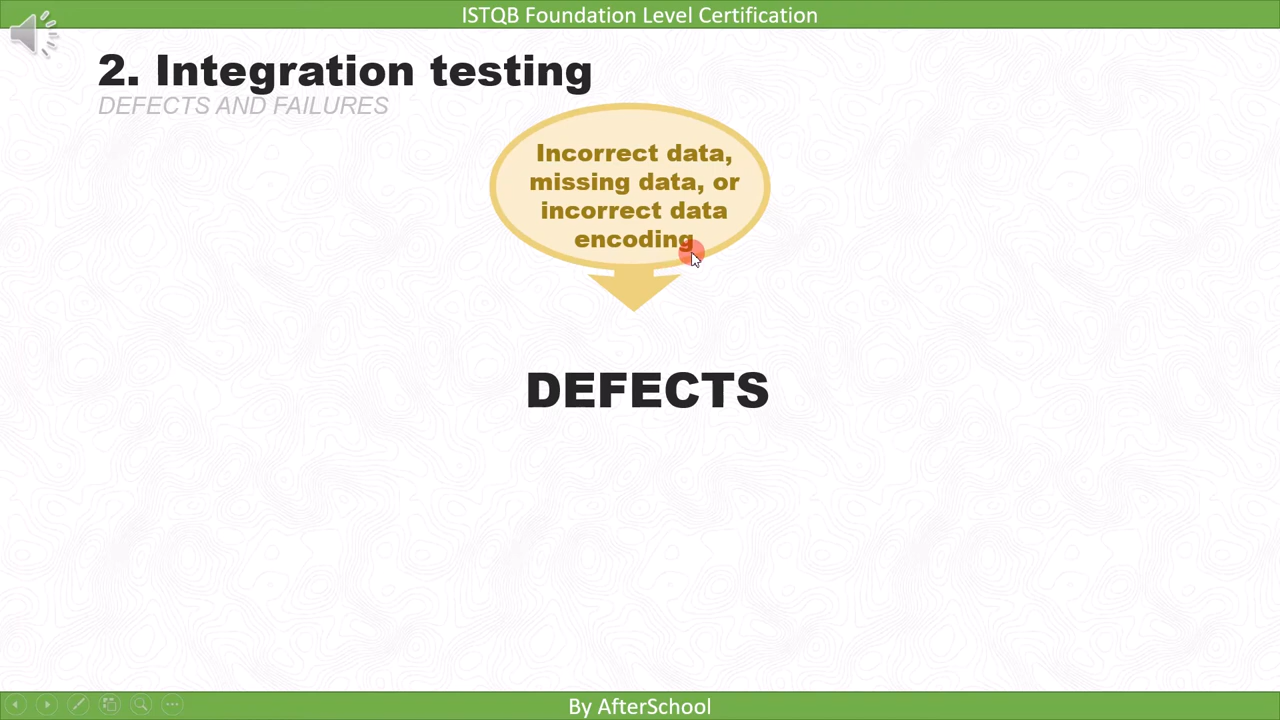 ISTQB Foundation Level Certification
2. Integration testing
DEFECTS AND FAILURES
Incorrect data,
missing data, or
incorrect data
encoding
DEFECTS
By AfterSchool